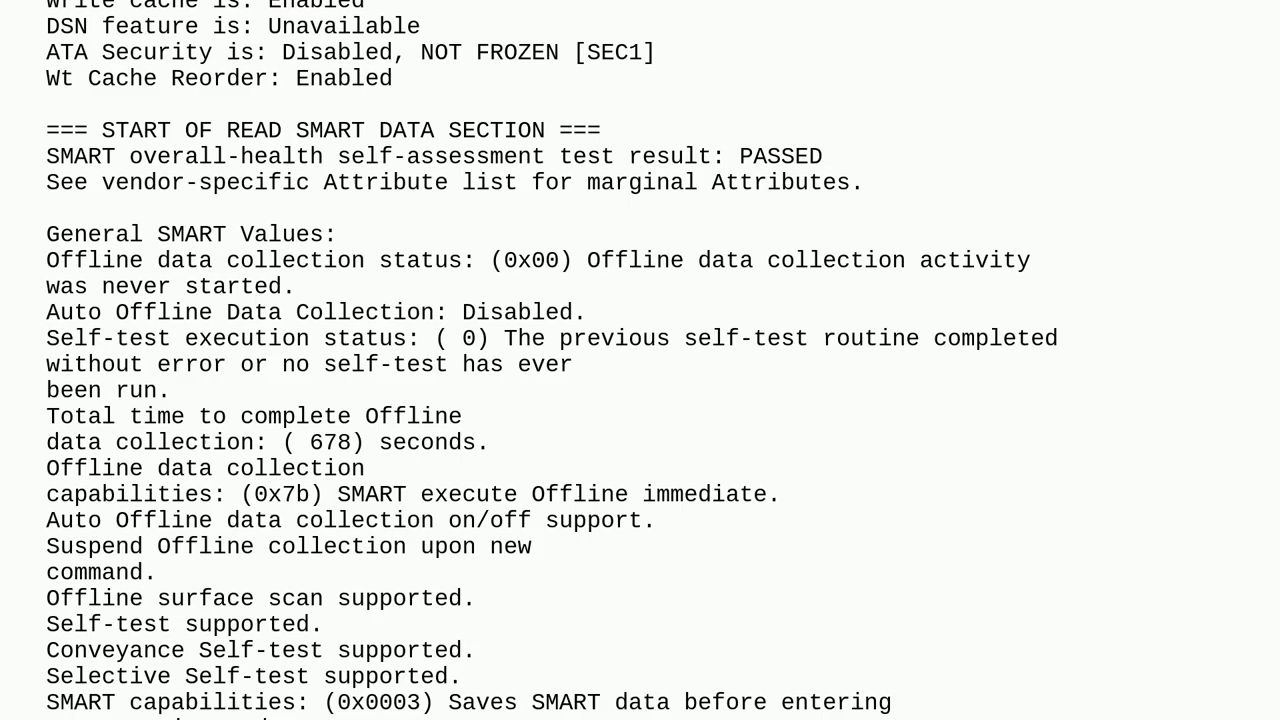 Write cache is: Enabled
DSN feature is: Unavailable
ATA Security is: Disabled, NOT FROZEN [SEC1]
Wt Cache Reorder: Enabled
=== START OF READ SMART DATA SECTION ===
SMART overall-health self-assessment test result: PASSED
See vendor-specific Attribute list for marginal Attributes.
General SMART Values:
Offline data collection status: (0x00) Offline data collection activity
was never started.
Auto Offline Data Collection: Disabled.
Self-test execution status: ( 0) The previous self-test routine completed
without error or no self-test has ever
been run.
Total time to complete Offline
data collection: ( 678) seconds.
Offline data collection
capabilities: (0x7b) SMART execute Offline immediate.
Auto Offline data collection on/off support.
Suspend Offline collection upon new
command.
Offline surface scan supported.
Self-test supported.
Conveyance Self-test supported.
Selective Self-test supported.
SMART capabilities: (0x0003) Saves SMART data before entering